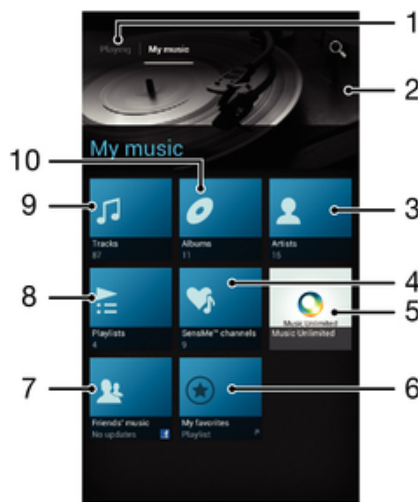 1
Playing | My music
2
My music
10
9
Tracks
87
Albums
11
Artists
15
3
8
Playlists
4
SensMe™ channels
9
Music Unlimited
Music Unlimited
4
5
7
Friends' music
No updates
f
My favorites
Playlist
6